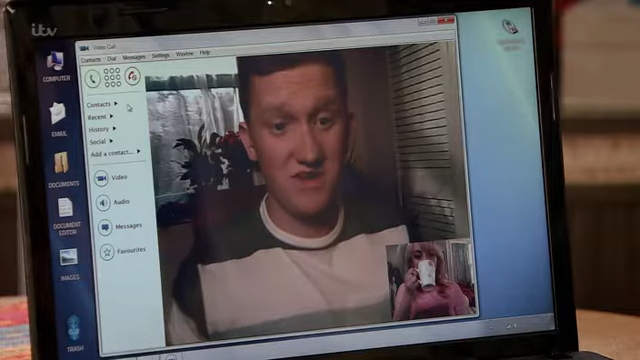 itv
Video Call
Contacts Dial Messages Settings Window Help
COMPUTER
EMAIL
DOCUMENTS
DOCUMENT
EDITOR
IMAGES
TRASH
Contacts
Recent
History
Social
Add a contact...
Video
Audio
Messages
Favourites